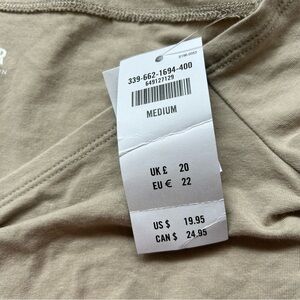 339-662-1694-400
649127129
MEDIUM
UK £ 20
EU € 22
US $ 19.95
CAN $ 24.95